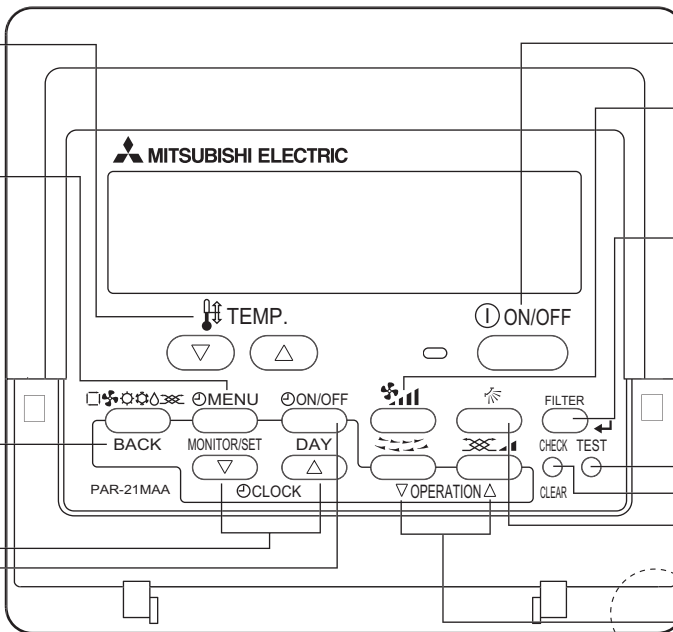 MITSUBISHI ELECTRIC
TEMP.
ON/OFF
MENU
ON/OFF
FILTER
BACK
MONITOR/SET
DAY
CHECK
TEST
PAR-21MAA
CLOCK
OPERATION
CLEAR